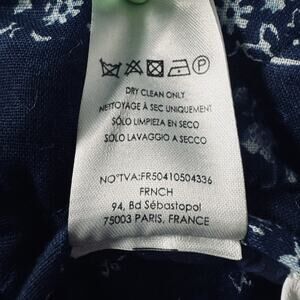 DRY CLEAN ONLY
NETTOYAGE À SEC UNIQUEMENT
SÓLO LIMPIEZA EN SECO
SOLO LAVAGGIO A SECCO
NO°TVA:FR50410504336
FRNCH
94, Bd Sébastopol
75003 PARIS, FRANCE